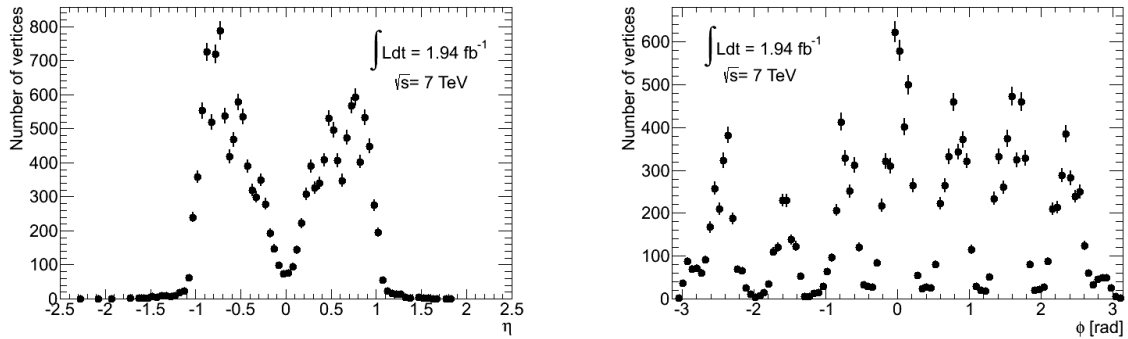 Number of vertices
800
700
600
500
400
300
200
100
0
∫Ldt = 1.94 fb⁻¹
√s= 7 TeV
-2.5 -2 -1.5 -1 -0.5 0 0.5 1 1.5 2 2.5
η
Number of vertices
600
500
400
300
200
100
0
∫Ldt = 1.94 fb⁻¹
√s= 7 TeV
-3 -2 -1 0 1 2 3
ϕ [rad]